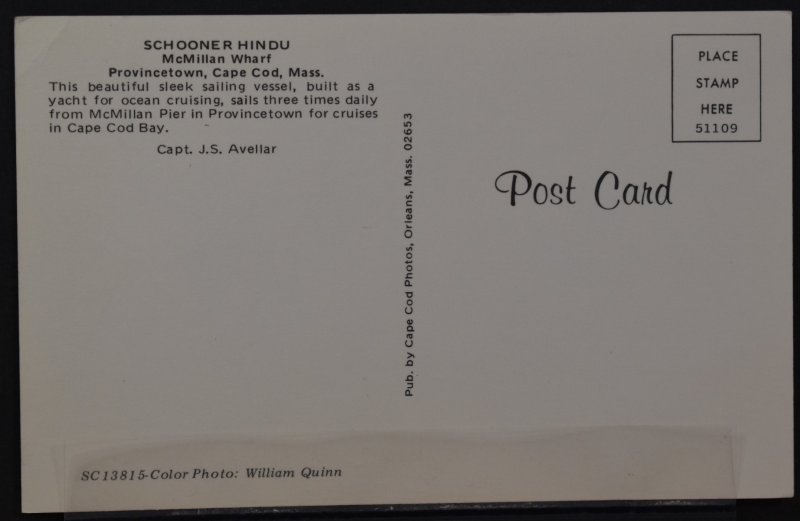 SCHOONER HINDU
McMillan Wharf
Provincetown, Cape Cod, Mass.
This beautiful sleek sailing vessel, built as a
yacht for ocean cruising, sails three times daily
from McMillan Pier in Provincetown for cruises
in Cape Cod Bay.
Capt. J.S. Avellar
SC13815-Color Photo: William Quinn
Pub. by Cape Cod Photos, Orleans, Mass. 02653
PLACE
STAMP
HERE
51109
Post Card